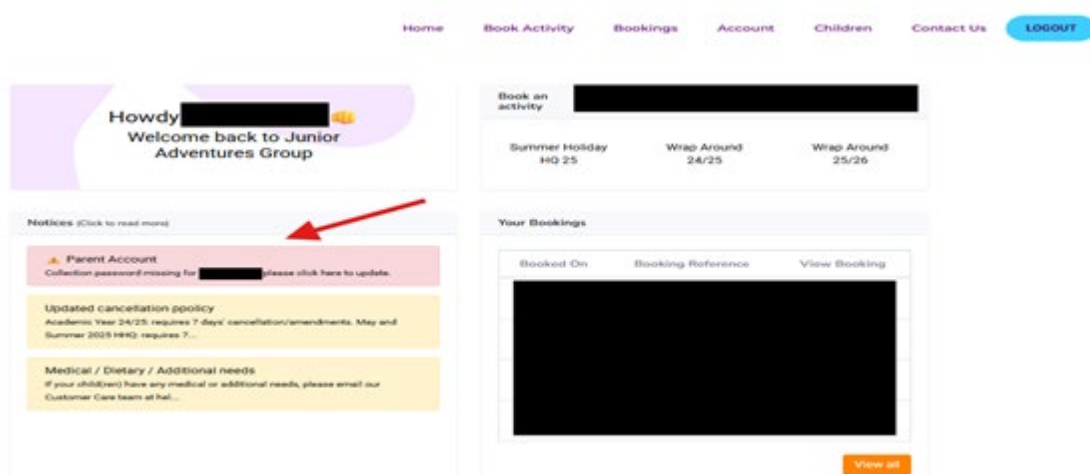 Home Book Activity Bookings Account Children Contact Us LOGOUT
Howdy
Welcome back to Junior
Adventures Group
Book an
activity
Summer Holiday
HQ 25
Wrap Around
24/25
Wrap Around
25/26
Notices (Click to read more)
Parent Account
Collection password missing for please click here to update.
Updated cancellation ppolicy
Academic Year 24/25: requires 7 days' cancellation/amendments. May and
Summer 2025 HHQ: requires 7...
Medical / Dietary / Additional needs
If your child(ren) have any medical or additional needs, please email our
Customer Care team at hel...
Your Bookings
Booked On Booking Reference View Booking
View all